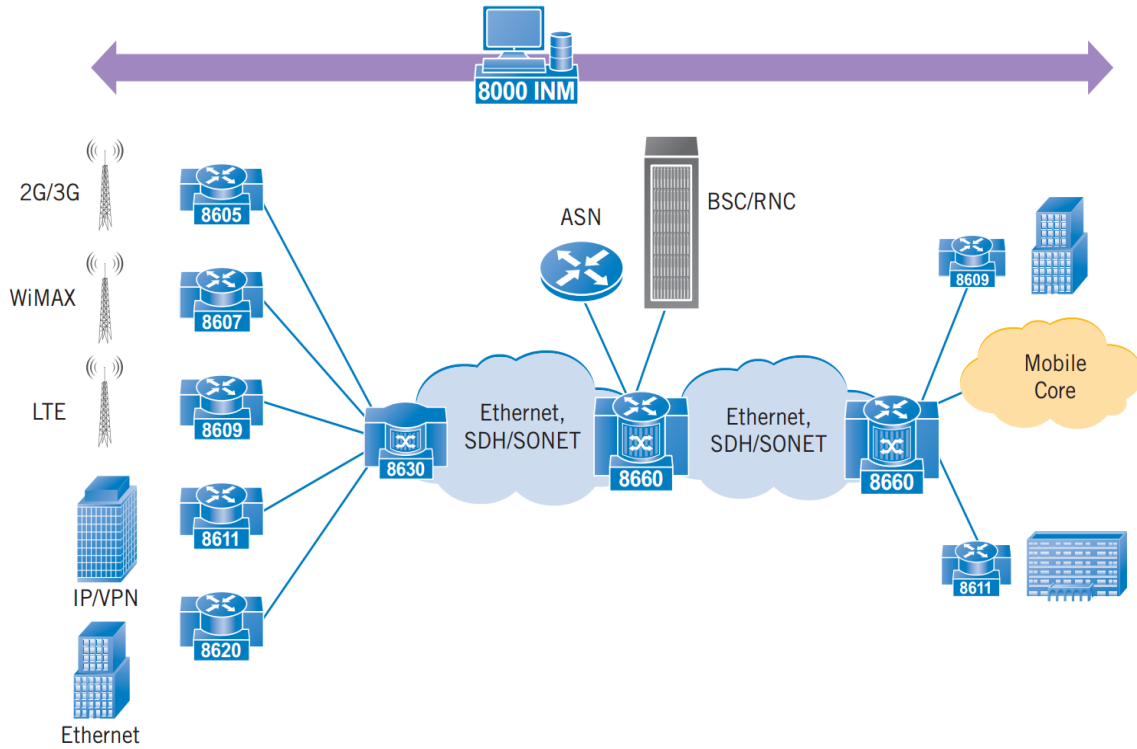 8000 INM
2G/3G
8605
ASN
BSC/RNC
WiMAX
8607
8609
LTE
8609
Mobile
Core
Ethernet,
SDH/SONET
Ethernet,
SDH/SONET
8630
8660
8660
IP/VPN
8611
8611
8620
Ethernet